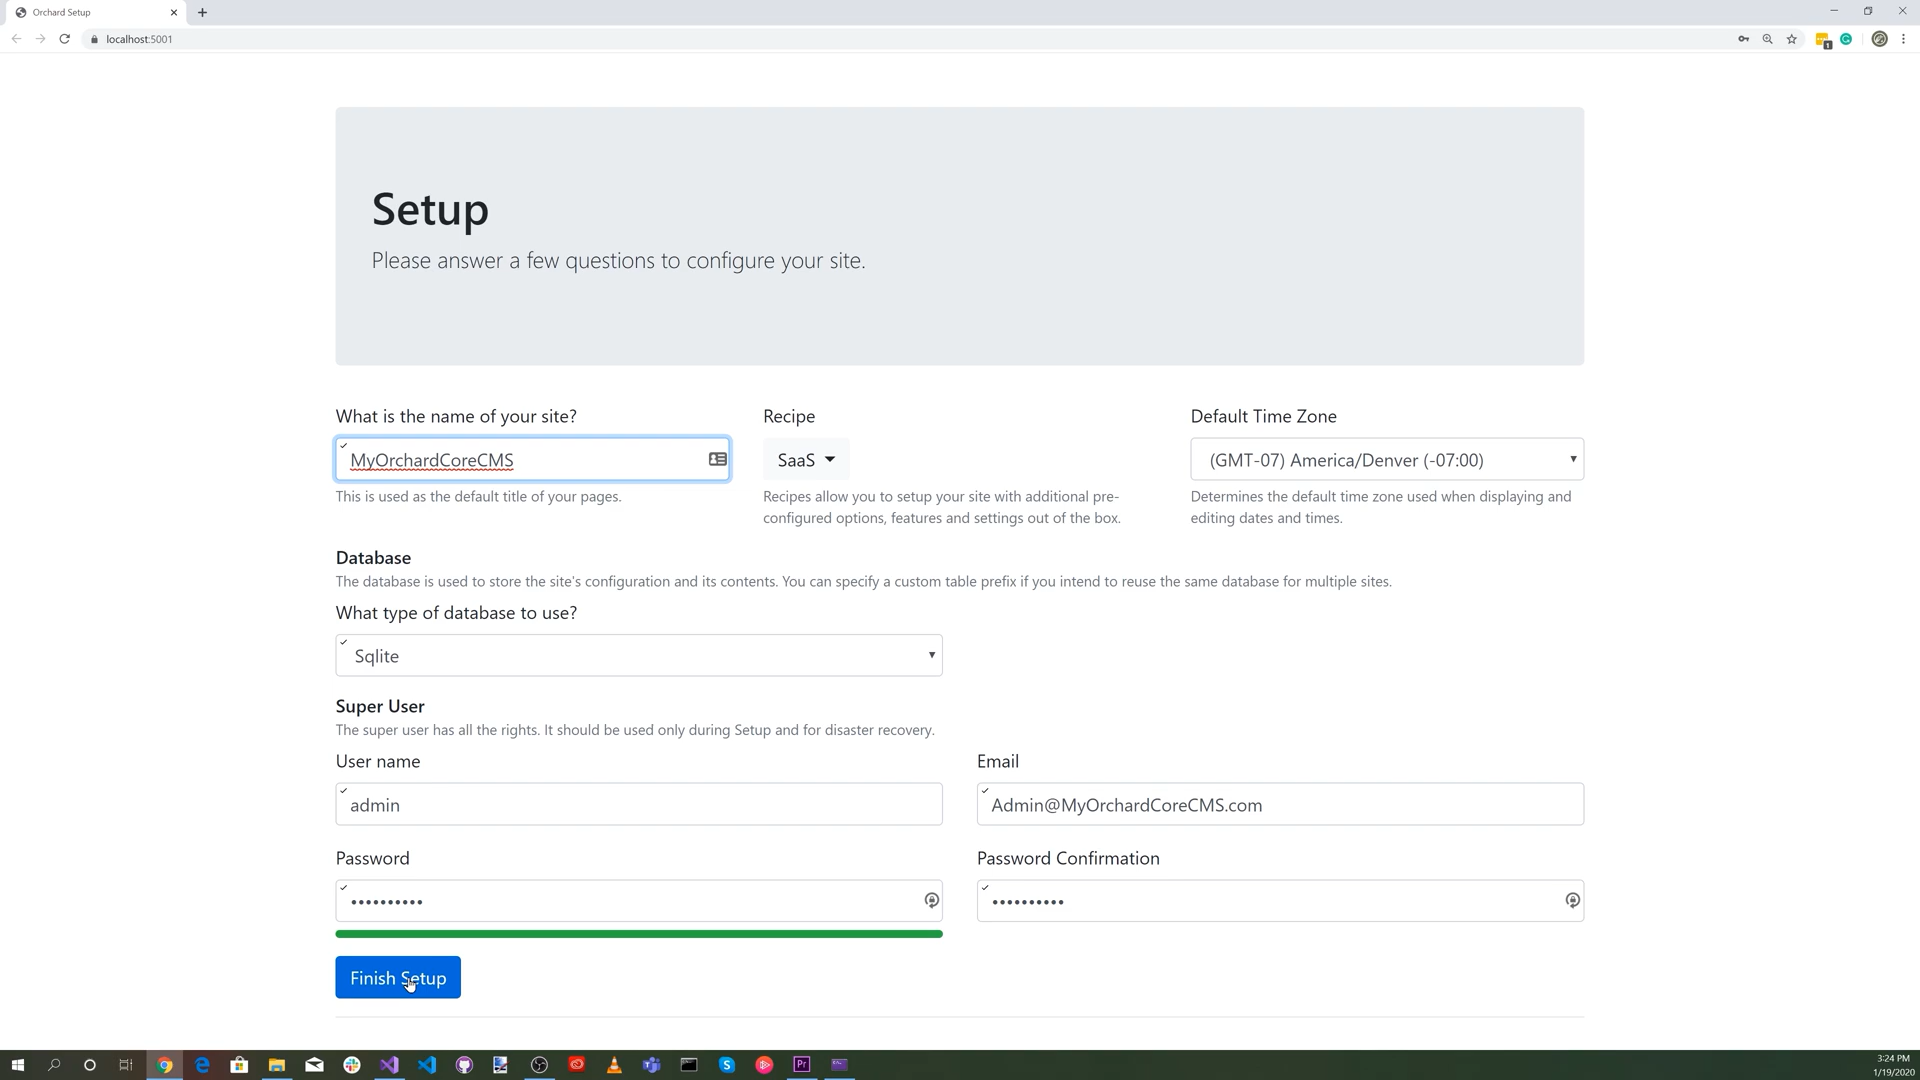 Orchard Setup
localhost:5001
1
Setup
Please answer a few questions to configure your site.
What is the name of your site?
MyOrchardCoreCMS
This is used as the default title of your pages.
Recipe
SaaS
Recipes allow you to setup your site with additional pre-
configured options, features and settings out of the box.
Default Time Zone
(GMT-07) America/Denver (-07:00)
Determines the default time zone used when displaying and
editing dates and times.
Database
The database is used to store the site's configuration and its contents. You can specify a custom table prefix if you intend to reuse the same database for multiple sites.
What type of database to use?
Sqlite
Super User
The super user has all the rights. It should be used only during Setup and for disaster recovery.
User name
admin
Email
Admin@MyOrchardCoreCMS.com
Password
••••••••••
Password Confirmation
••••••••••
Finish Setup
Pr
3:24 PM
1/19/2020